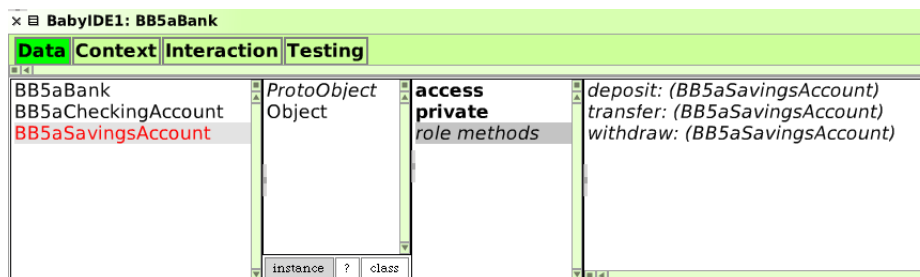 BabyIDE1: BB5aBank
Data Context Interaction Testing
BB5aBank
BB5aCheckingAccount
BB5aSavingsAccount
ProtoObject
Object
instance ? class
access
private
role methods
deposit: (BB5aSavingsAccount)
transfer: (BB5aSavingsAccount)
withdraw: (BB5aSavingsAccount)